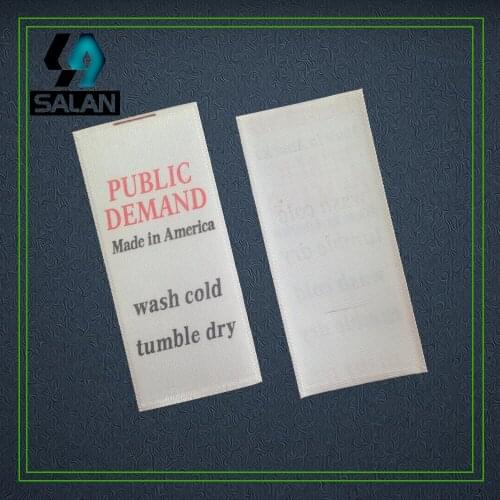 SALAN
PUBLIC
DEMAND
Made in America
wash cold
tumble dry